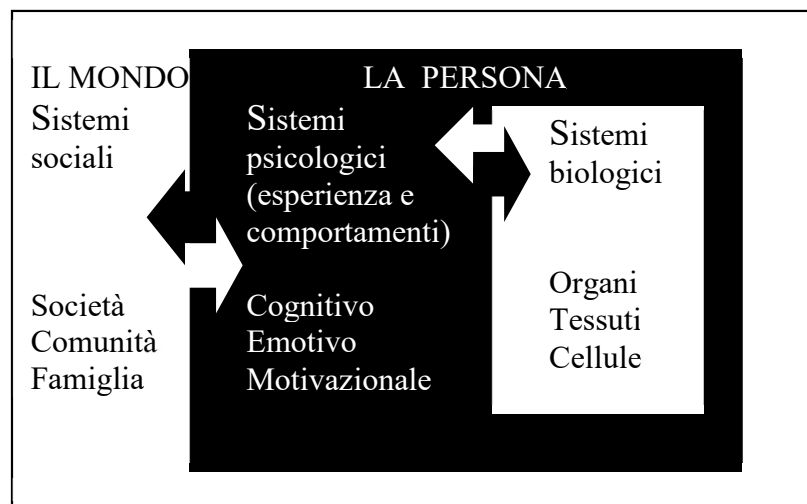 IL MONDO
Sistemi
sociali
Società
Comunità
Famiglia
LA PERSONA
Sistemi
psicologici
(esperienza e
comportamenti)
Cognitivo
Emotivo
Motivazionale
Sistemi
biologici
Organi
Tessuti
Cellule